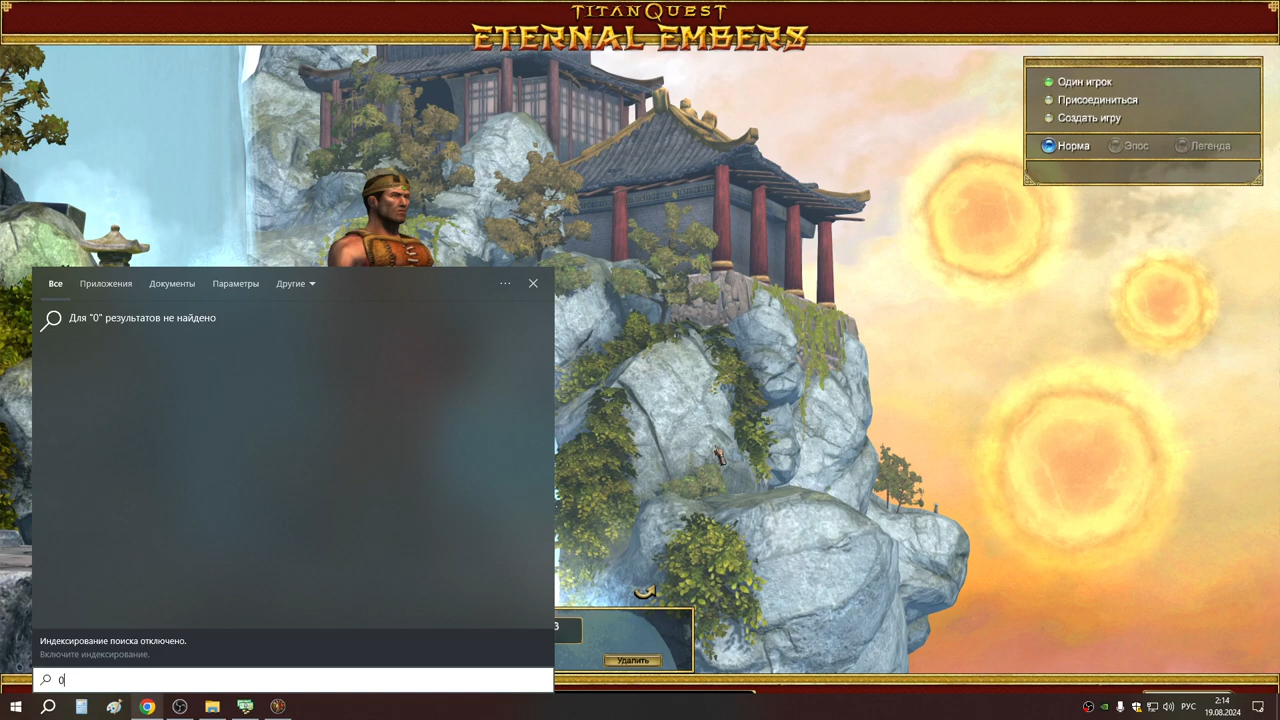 TITAN QUEST
ETERNAL EMBERS
Один игрок
Присоединиться
Создать игру
Норма Эпос Легенда
Все Приложения Документы Параметры Другие
Для "0" результатов не найдено
Индексирование поиска отключено.
Включите индексирование.
0
3
Удалить
РУС
2:14
19.08.2024